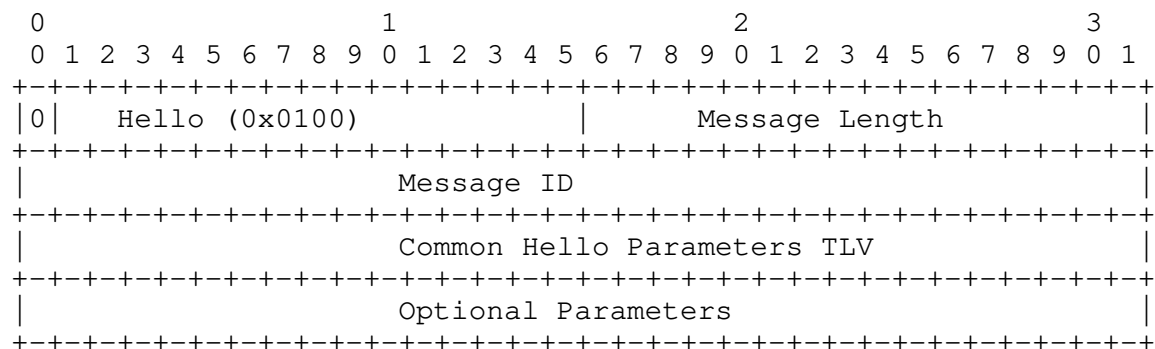 0                   1                   2                   3
 0 1 2 3 4 5 6 7 8 9 0 1 2 3 4 5 6 7 8 9 0 1 2 3 4 5 6 7 8 9 0 1
+-+-+-+-+-+-+-+-+-+-+-+-+-+-+-+-+-+-+-+-+-+-+-+-+-+-+-+-+-+-+-+-+
|0|   Hello (0x0100)            |      Message Length           |
+-+-+-+-+-+-+-+-+-+-+-+-+-+-+-+-+-+-+-+-+-+-+-+-+-+-+-+-+-+-+-+-+
|                     Message ID                                |
+-+-+-+-+-+-+-+-+-+-+-+-+-+-+-+-+-+-+-+-+-+-+-+-+-+-+-+-+-+-+-+-+
|                     Common Hello Parameters TLV               |
+-+-+-+-+-+-+-+-+-+-+-+-+-+-+-+-+-+-+-+-+-+-+-+-+-+-+-+-+-+-+-+-+
|                     Optional Parameters                       |
+-+-+-+-+-+-+-+-+-+-+-+-+-+-+-+-+-+-+-+-+-+-+-+-+-+-+-+-+-+-+-+-+